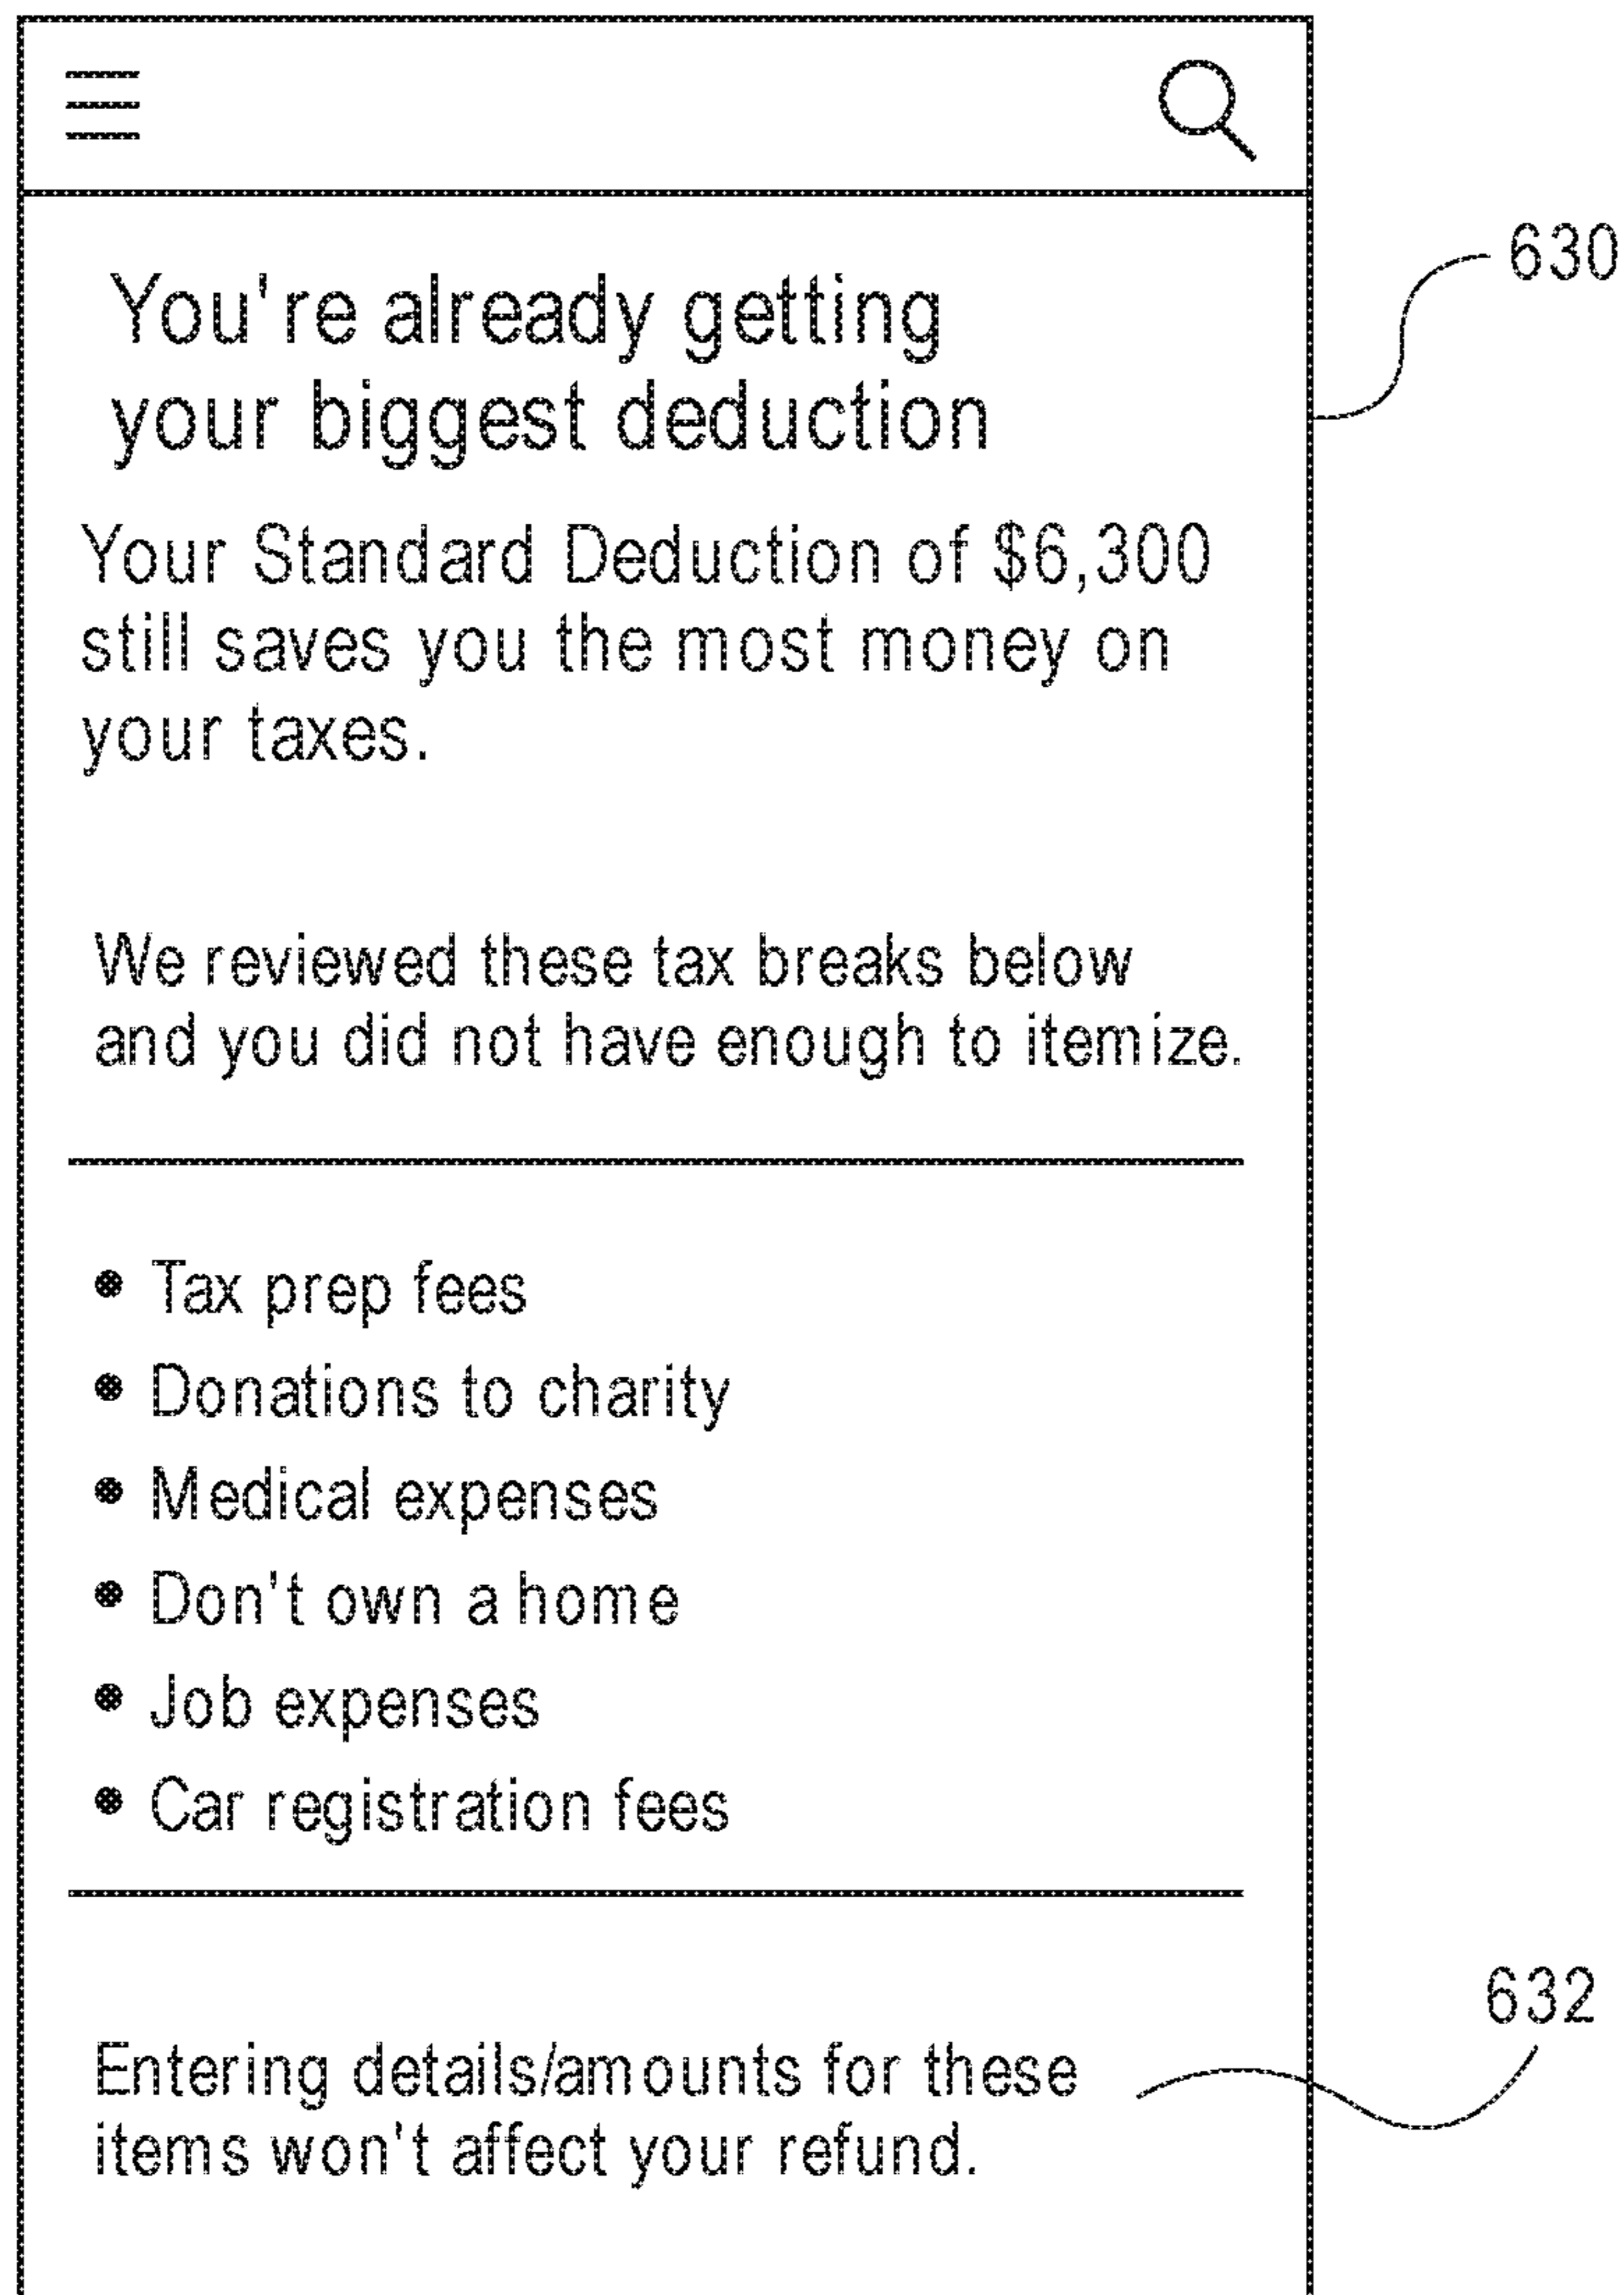 630
You're already getting
your biggest deduction
Your Standard Deduction of $6,300
still saves you the most money on
your taxes.
We reviewed these tax breaks below
and you did not have enough to itemize.
• Tax prep fees
• Donations to charity
• Medical expenses
• Don't own a home
• Job expenses
• Car registration fees
632
Entering details/amounts for these
items won't affect your refund.